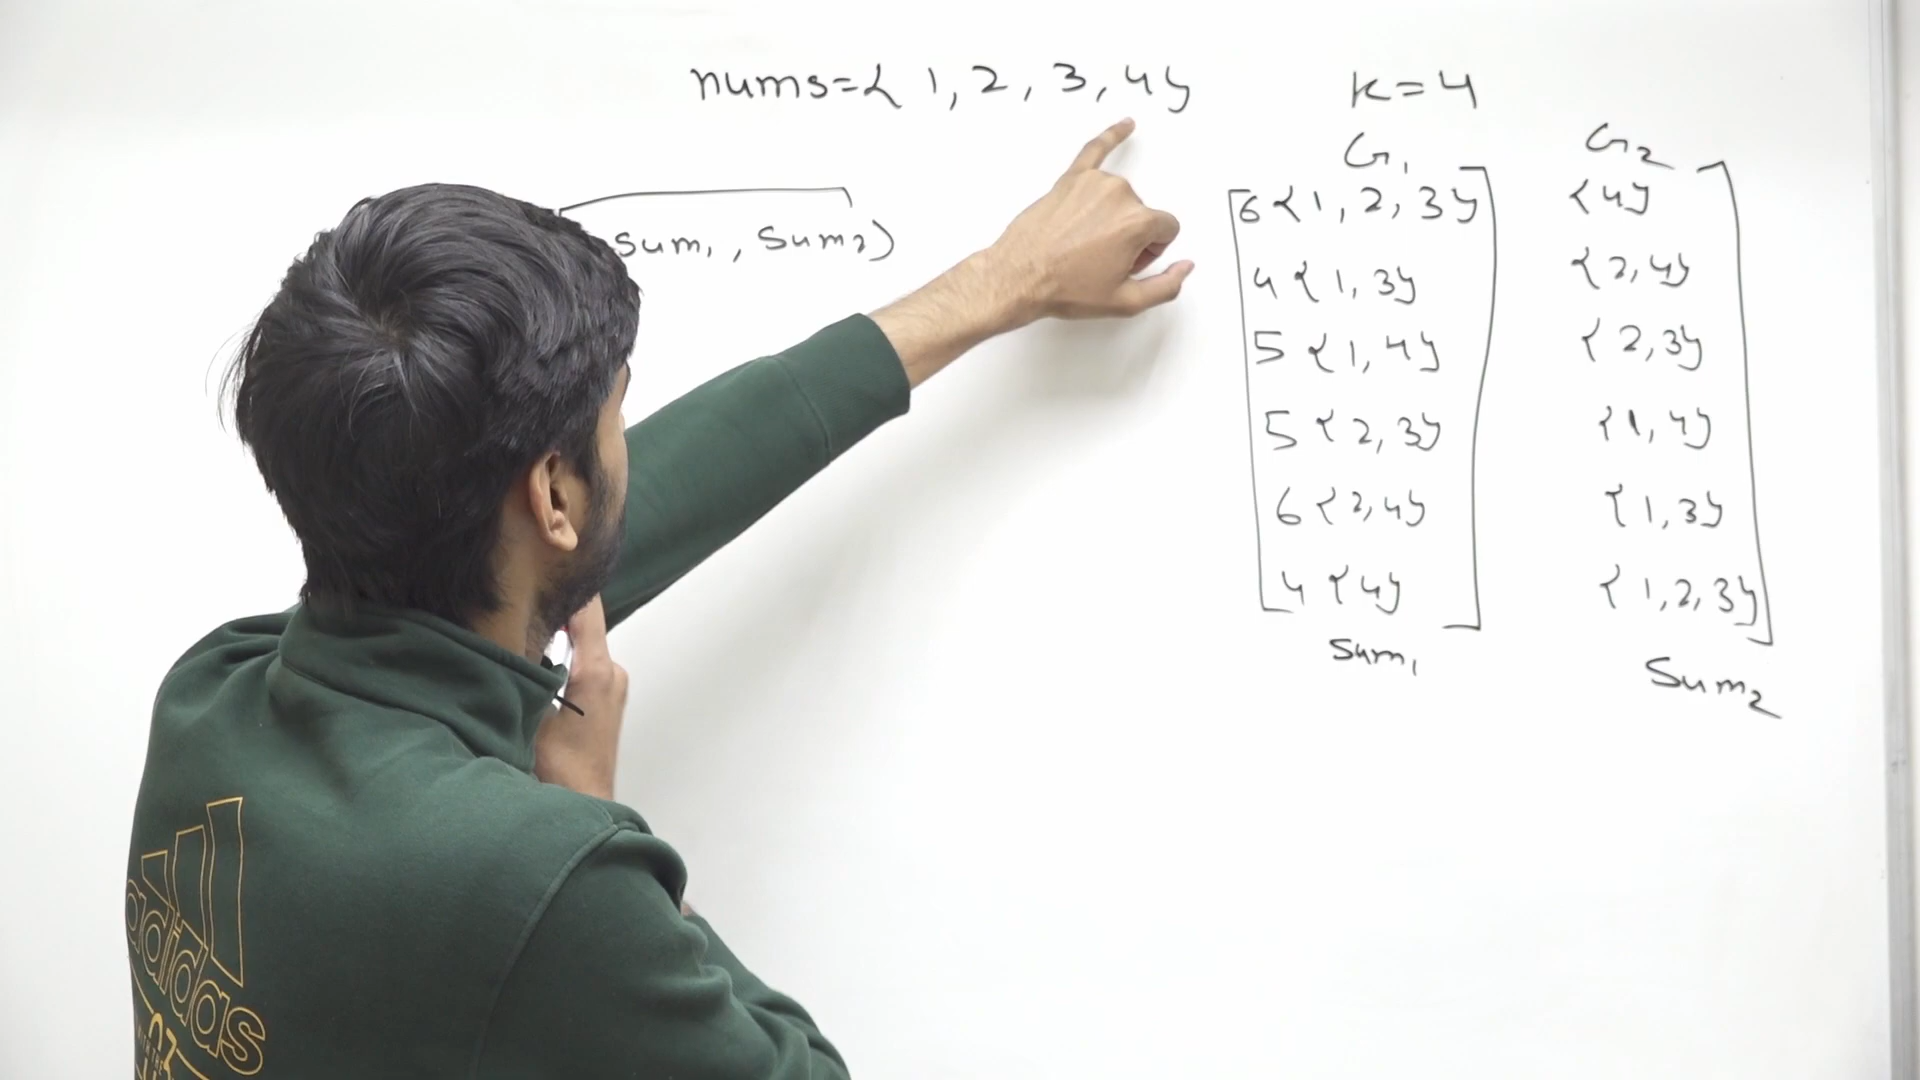 nums={ 1, 2, 3, 4}
K=4
G1
G2
6 {1, 2, 3}
{4}
sum1, sum2)
4 {1, 3}
{2,4}
5 {1, 4}
{2,3}
5 {2, 3}
{1,4}
6 {2,4}
{1,3}
4 {4}
{1,2,3}
sum1
sum2
adidas